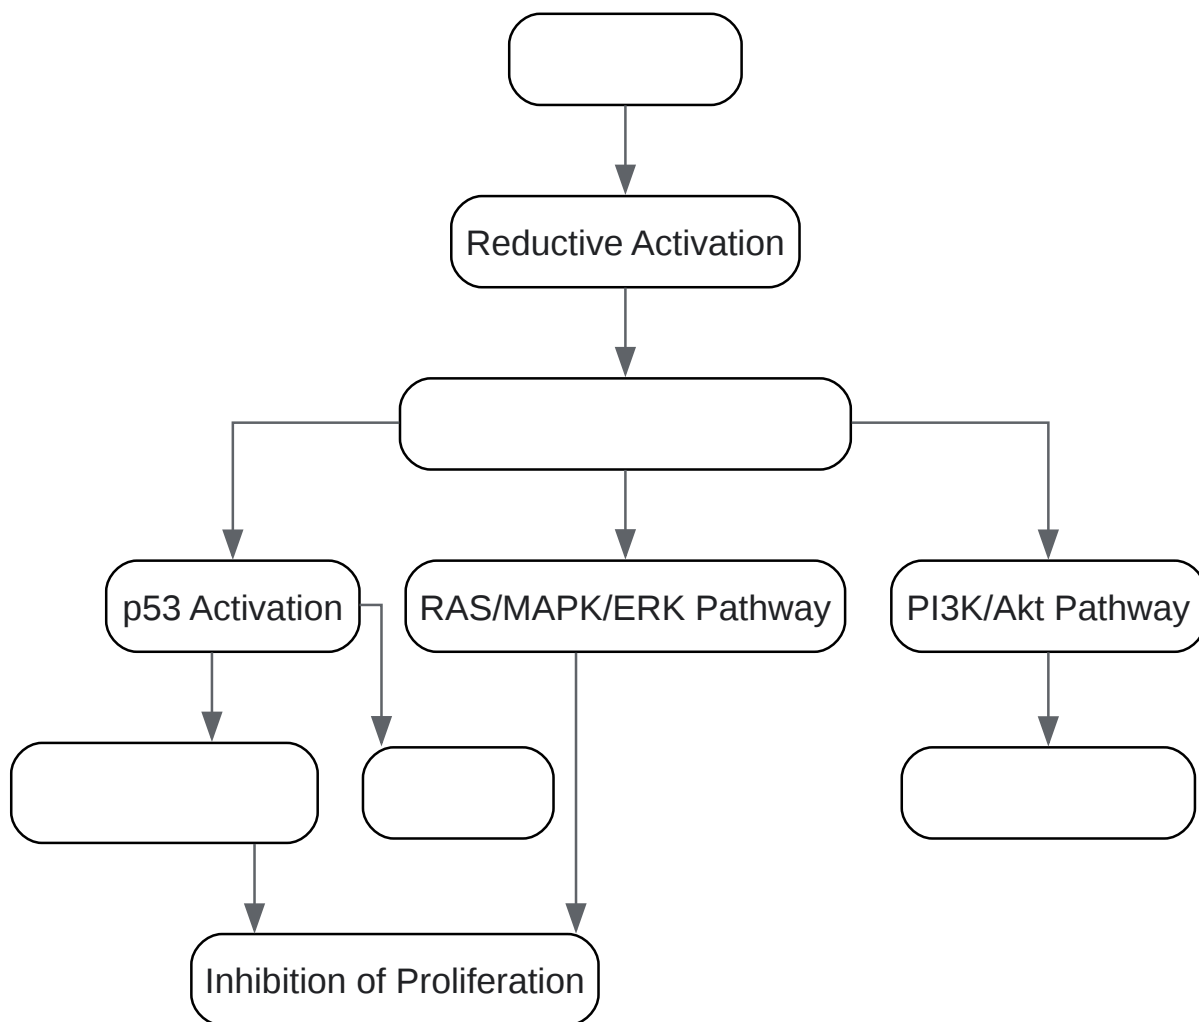 Reductive Activation
p53 Activation
RAS/MAPK/ERK Pathway
PI3K/Akt Pathway
Inhibition of Proliferation